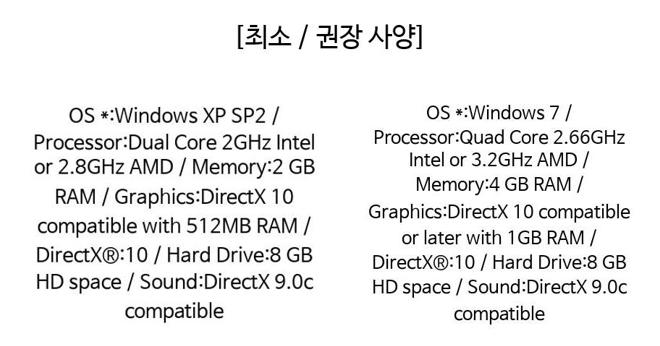 [최소 / 권장 사양]
OS *:Windows XP SP2 /
Processor:Dual Core 2GHz Intel
or 2.8GHz AMD / Memory:2 GB
RAM / Graphics:DirectX 10
compatible with 512MB RAM /
DirectX®:10 / Hard Drive:8 GB
HD space / Sound:DirectX 9.0c
compatible
OS *:Windows 7 /
Processor:Quad Core 2.66GHz
Intel or 3.2GHz AMD /
Memory:4 GB RAM /
Graphics:DirectX 10 compatible
or later with 1GB RAM /
DirectX®:10 / Hard Drive:8 GB
HD space / Sound:DirectX 9.0c
compatible